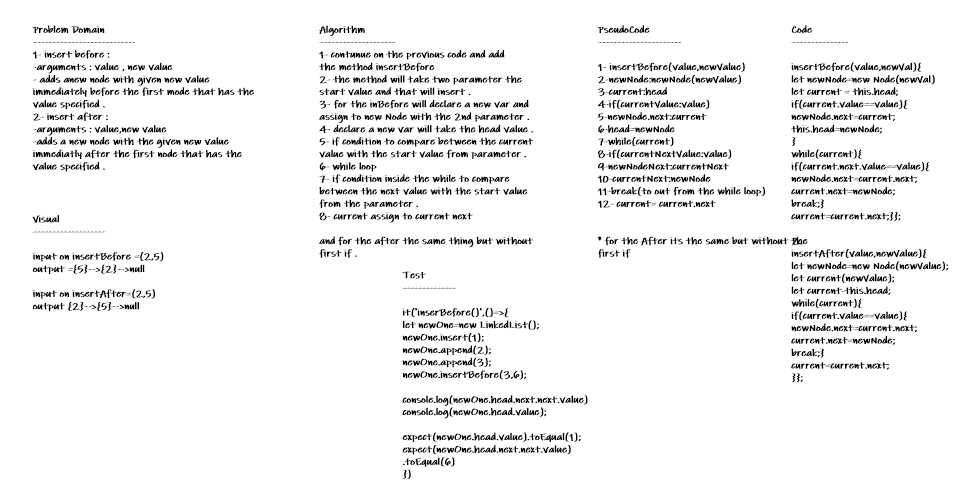 Problem Domain
--------------------------
1- insert before :
-arguments : value , new value
- adds anew node with given new value
immediately before the first mode that has the
value specified .
2- insert after :
-arguments : value,new value
-adds a new node with the given new value
immediatly after the first node that has the
value specified .
Visual
------------------
input on insertBefore =(2,5)
output ={5}-->{2}-->null
input on insertAfter=(2,5)
output {2}-->{5}-->null
Algorithm
-------------------
1- contunue on the previous code and add
the method insertBefore
2- the method will take two parameter the
start value and that will insert .
3- for the inBefore will declare a new var and
assign to new Node with the 2nd parameter .
4- declare a new var will take the head value .
5- if condition to compare between the current
value with the start value from parameter .
6- while loop
7- if condition inside the while to compare
between the next value with the start value
from the parameter .
8- current assign to current next
and for the after the same thing but without
first if .
Test
-------------
it("inserBefore()",()=>{
let newOne=new LinkedList();
newOne.insert(1);
newOne.append(2);
newOne.append(3);
newOne.insertBefore(3,6);
console.log(newOne.head.next.next.value)
console.log(newOne.head.value);
expect(newOne.head.value).toEqual(1);
expect(newOne.head.next.next.value)
.toEqual(6)
})
PseudoCode
---------------------
1- insertBefore(value,newValue)
2-newNode:newNode(newValue)
3-current:head
4-if(currentValue:value)
5-newNode.next:current
6-head=newNode
7-while(current)
8-if(currentNextValue:value)
9-newNodeNext:currentNext
10-currentNext:newNode
11-break(to out from the while loop)
12- current= current.next
* for the After its the same but without the
first if
Code
--------------
insertBefore(value,newVal){
let newNode=new Node(newVal)
let current = this.head;
if(current.value==value){
newNode.next=current;
this.head=newNode;
}
while(current){
if(current.next.value==value){
newNode.next=current.next;
current.next=newNode;
break;}
current=current.next;}};
insertAfter(value,newValue){
let newNode=new Node(newValue);
let current(newValue);
let current=this.head;
while(current){
if(current.value==value){
newNode.next=current.next;
current.next=newNode;
break;}
current=current.next;
}};